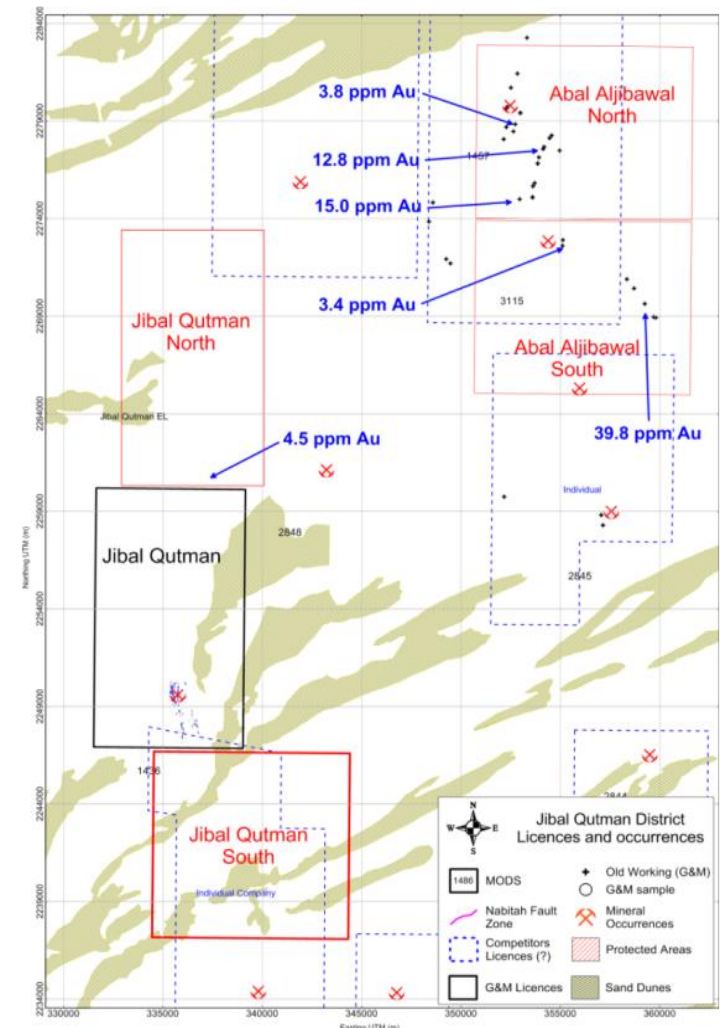 2284000
3.8 ppm Au
Abal Aljibawal
North
2279000
12.8 ppm Au
1457
15.0 ppm Au
2274000
3.4 ppm Au
3115
2269000
Jibal Qutman
North
Abal Aljibawal
South
2264000
Jibal Qutman EL
4.5 ppm Au
39.8 ppm Au
Individual
2259000
2848
Northing UTM (m)
Jibal Qutman
2845
2254000
2249000
1436
2844
2244000
Jibal Qutman
South
Individual Company
2239000
2234000
330000
335000
340000
345000
350000
355000
360000
Easting UTM (m)
N
W
E
S
Jibal Qutman District
Licences and occurrences
1486
MODS
Old Working (G&M)
G&M sample
Nabitah Fault
Zone
Mineral
Occurrences
Competitors
Licences (?)
Protected Areas
G&M Licences
Sand Dunes